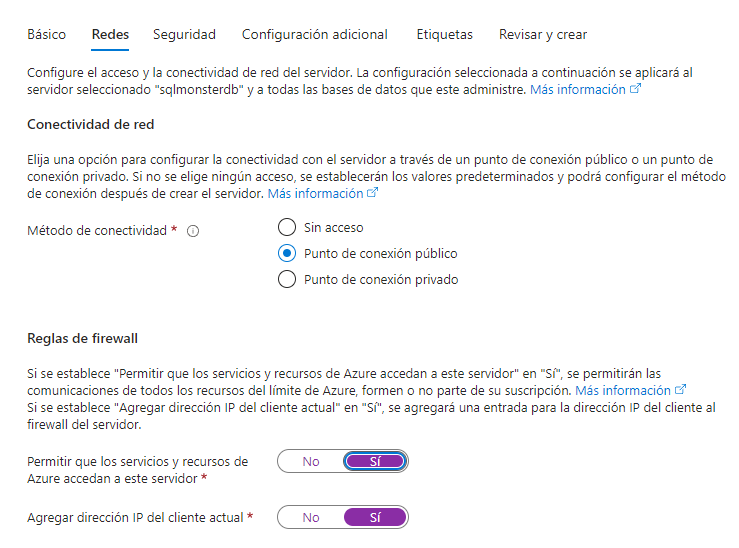 Básico Redes Seguridad Configuración adicional Etiquetas Revisar y crear
Configure el acceso y la conectividad de red del servidor. La configuración seleccionada a continuación se aplicará al
servidor seleccionado "sqlmonsterdb" y a todas las bases de datos que este administre. Más información
Conectividad de red
Elija una opción para configurar la conectividad con el servidor a través de un punto de conexión público o un punto de
conexión privado. Si no se elige ningún acceso, se establecerán los valores predeterminados y podrá configurar el método
de conexión después de crear el servidor. Más información
Método de conectividad *
Sin acceso
Punto de conexión público
Punto de conexión privado
Reglas de firewall
Si se establece "Permitir que los servicios y recursos de Azure accedan a este servidor" en "Sí", se permitirán las
comunicaciones de todos los recursos del límite de Azure, formen o no parte de su suscripción. Más información
Si se establece "Agregar dirección IP del cliente actual" en "Sí", se agregará una entrada para la dirección IP del cliente al
firewall del servidor.
Permitir que los servicios y recursos de
Azure accedan a este servidor *
No Sí
Agregar dirección IP del cliente actual * No Sí